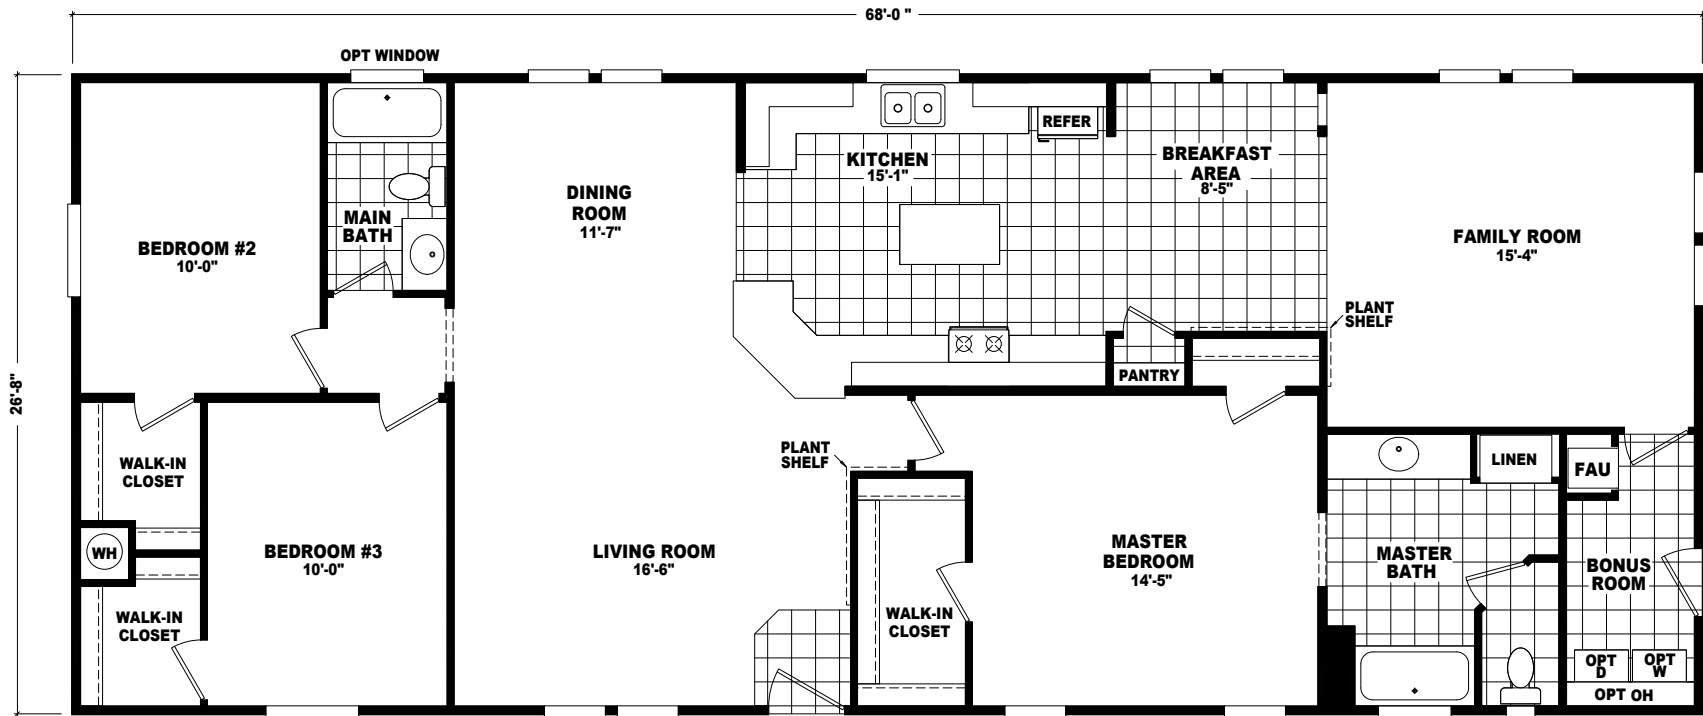 68'-0 "
OPT WINDOW
26'-8"
BEDROOM #2
10'-0"
MAIN
BATH
DINING
ROOM
11'-7"
KITCHEN
15'-1"
REFER
BREAKFAST
AREA
8'-5"
FAMILY ROOM
15'-4"
PLANT
SHELF
PANTRY
WALK-IN
CLOSET
WH
WALK-IN
CLOSET
BEDROOM #3
10'-0"
LIVING ROOM
16'-6"
PLANT
SHELF
WALK-IN
CLOSET
MASTER
BEDROOM
14'-5"
LINEN
FAU
MASTER
BATH
BONUS
ROOM
OPT
D
OPT
W
OPT OH